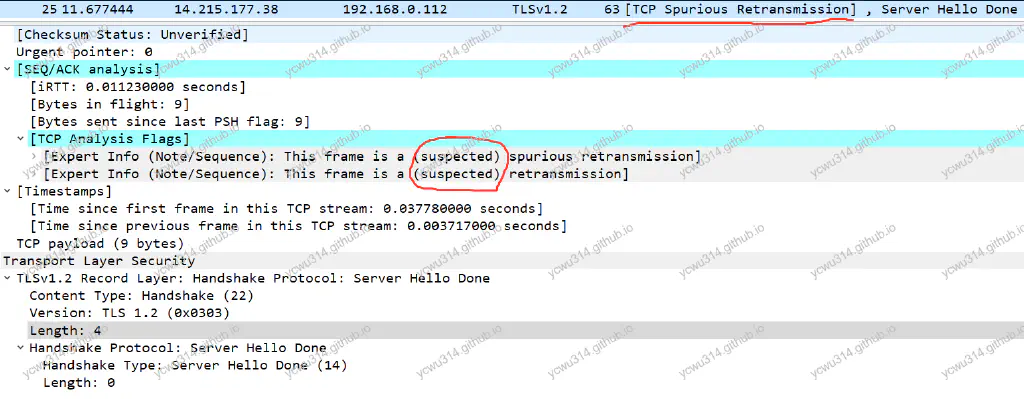 25 11.677444 14.215.177.38 192.168.0.112 TLSv1.2 63 [TCP Spurious Retransmission] , Server Hello Done
[Checksum Status: Unverified]
Urgent pointer: 0
[SEQ/ACK analysis]
[iRTT: 0.011230000 seconds]
[Bytes in flight: 9]
[Bytes sent since last PSH flag: 9]
[TCP Analysis Flags]
[Expert Info (Note/Sequence): This frame is a (suspected) spurious retransmission]
[Expert Info (Note/Sequence): This frame is a (suspected) retransmission]
[Timestamps]
[Time since first frame in this TCP stream: 0.037780000 seconds]
[Time since previous frame in this TCP stream: 0.003717000 seconds]
TCP payload (9 bytes)
Transport Layer Security
TLSv1.2 Record Layer: Handshake Protocol: Server Hello Done
Content Type: Handshake (22)
Version: TLS 1.2 (0x0303)
Length: 4
Handshake Protocol: Server Hello Done
Handshake Type: Server Hello Done (14)
Length: 0
ycwu314.github.io